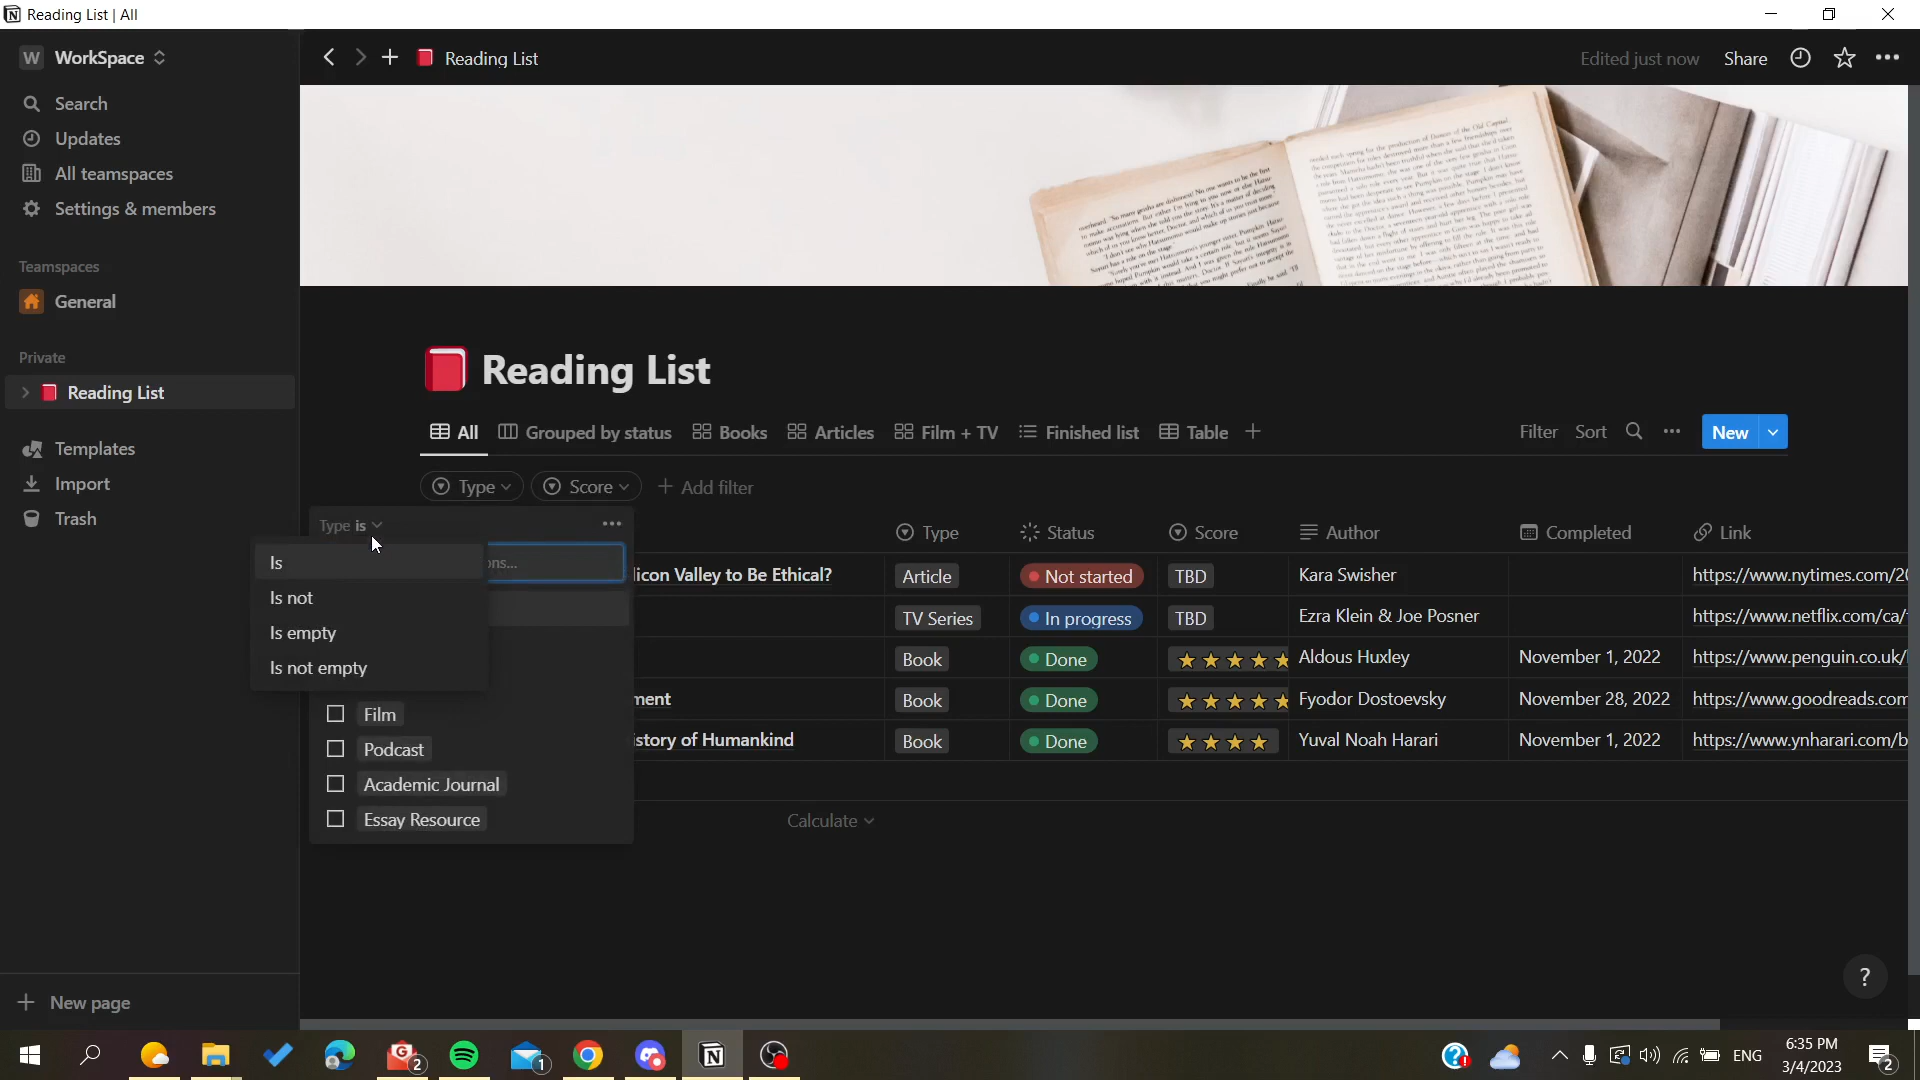 Reading List | All
W WorkSpace
Reading List
Edited just now Share
Search
Updates
All teamspaces
Settings & members
Teamspaces
General
Private
Reading List
Templates
Import
Trash
New page
Reading List
All Grouped by status Books Articles Film + TV Finished list Table
Filter Sort New
Type Score Add filter
Type is
Is
Is not
Is empty
Is not empty
ons...
Film
Podcast
Academic Journal
Essay Resource
Type Status Score Author Completed Link
licon Valley to Be Ethical? Article Not started TBD Kara Swisher https://www.nytimes.com/20
TV Series In progress TBD Ezra Klein & Joe Posner https://www.netflix.com/ca/
Book Done Aldous Huxley November 1, 2022 https://www.penguin.co.uk/
ment Book Done Fyodor Dostoevsky November 28, 2022 https://www.goodreads.com
istory of Humankind Book Done Yuval Noah Harari November 1, 2022 https://www.ynharari.com/b
Calculate
?
2
1
ENG
6:35 PM
3/4/2023
2